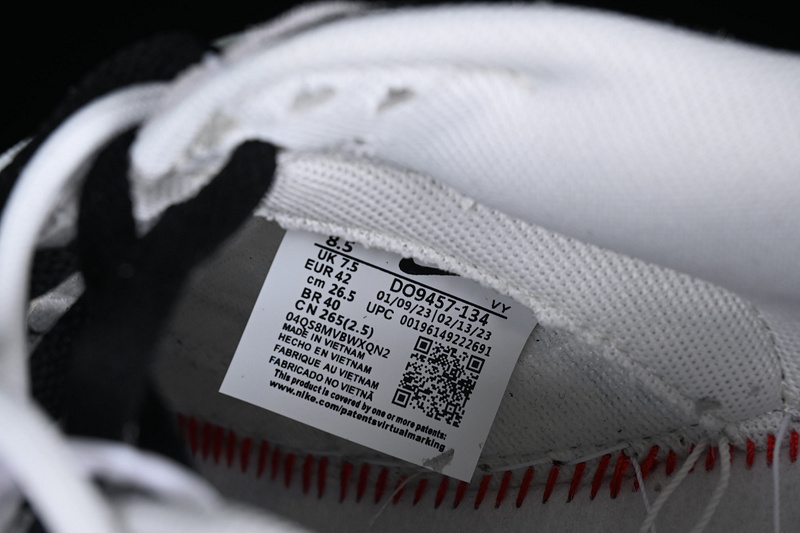 8.5
UK 7.5
EUR 42
cm 26.5
BR 40
CN 265(2.5)
VY
DO9457-134
01/09/23|02/13/23
UPC 00196149222691
04QS8MVBWXQN2
MADE IN VIETNAM
HECHO EN VIETNAM
FABRIQUE AU VIETNAM
FABRICADO NO VIETNÃ
This product is covered by one or more patents:
www.nike.com/patentsvirtualmarking